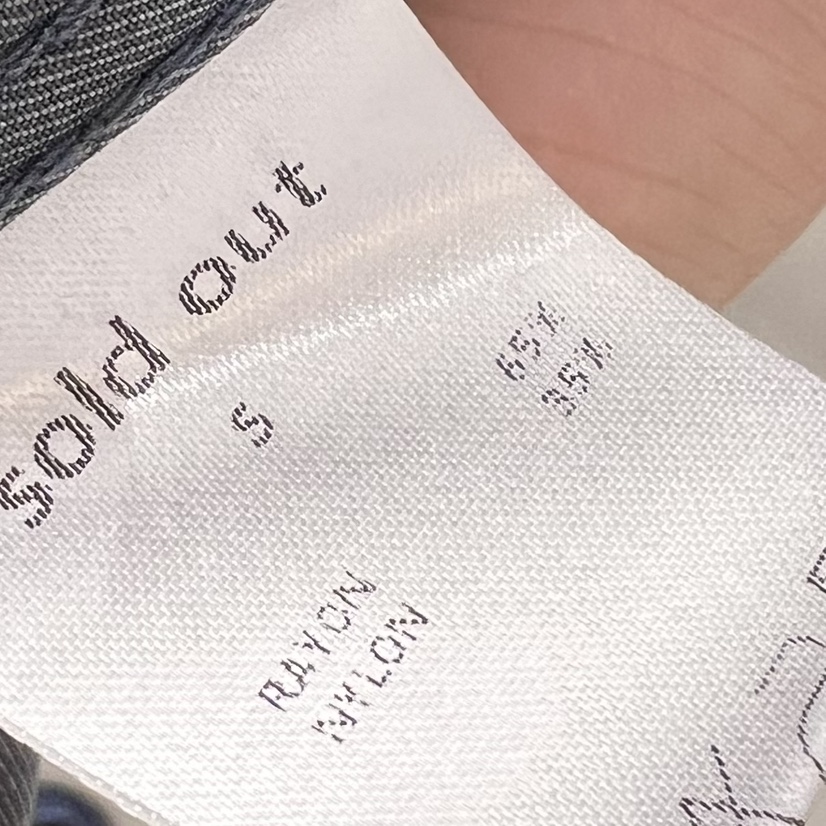 sold out
S
RAYON 65%
NYLON 35%